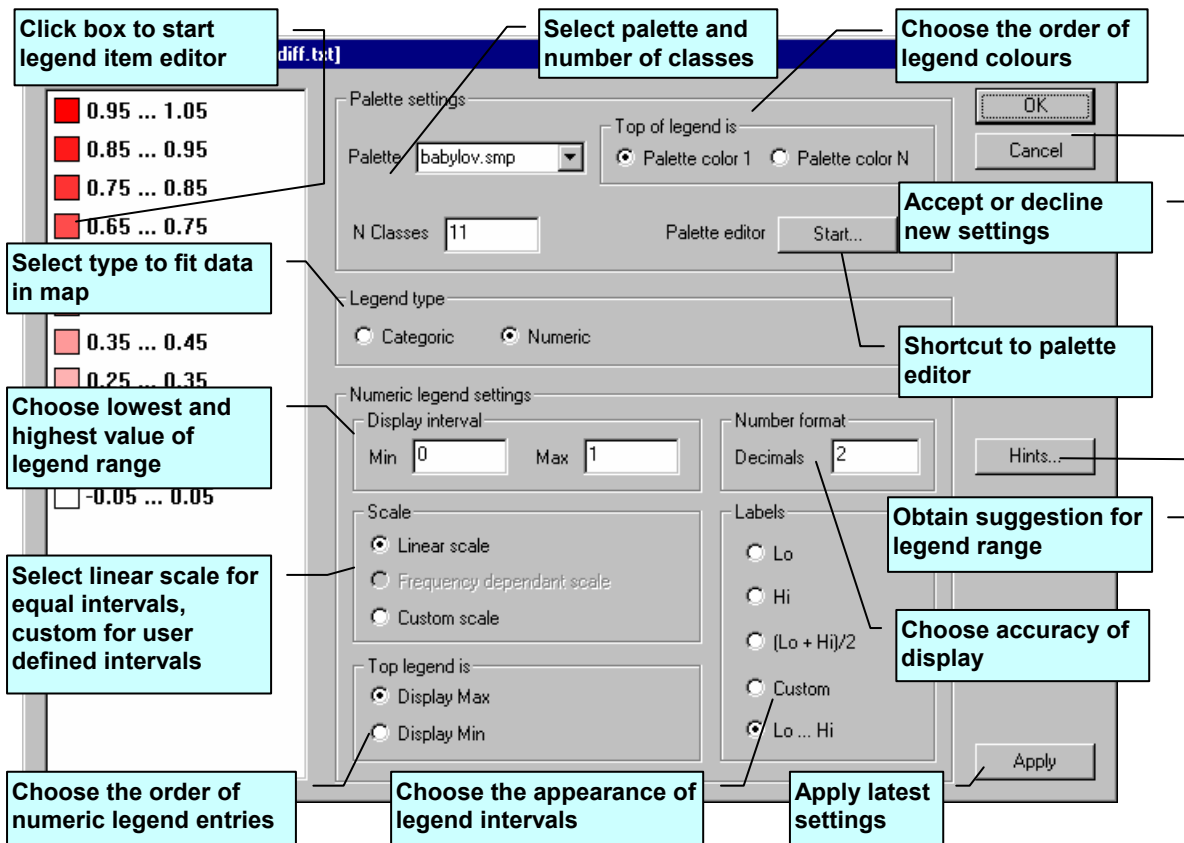 Click box to start
legend item editor
Select palette and
number of classes
Choose the order of
legend colours
diff.txt]
0.95 ... 1.05
0.85 ... 0.95
0.75 ... 0.85
0.65 ... 0.75
0.35 ... 0.45
0.25 ... 0.35
-0.05 ... 0.05
Palette settings
Palette babylov.smp
Top of legend is
Palette color 1 Palette color N
N Classes 11
Palette editor Start...
OK
Cancel
Accept or decline
new settings
Select type to fit data
in map
Legend type
Categoric Numeric
Shortcut to palette
editor
Choose lowest and
highest value of
legend range
Numeric legend settings
Display interval
Min 0 Max 1
Number format
Decimals 2
Hints...
Obtain suggestion for
legend range
Scale
Linear scale
Frequency dependant scale
Custom scale
Select linear scale for
equal intervals,
custom for user
defined intervals
Labels
Lo
Hi
(Lo + Hi)/2
Custom
Lo ... Hi
Choose accuracy of
display
Top legend is
Display Max
Display Min
Apply
Choose the order of
numeric legend entries
Choose the appearance of
legend intervals
Apply latest
settings